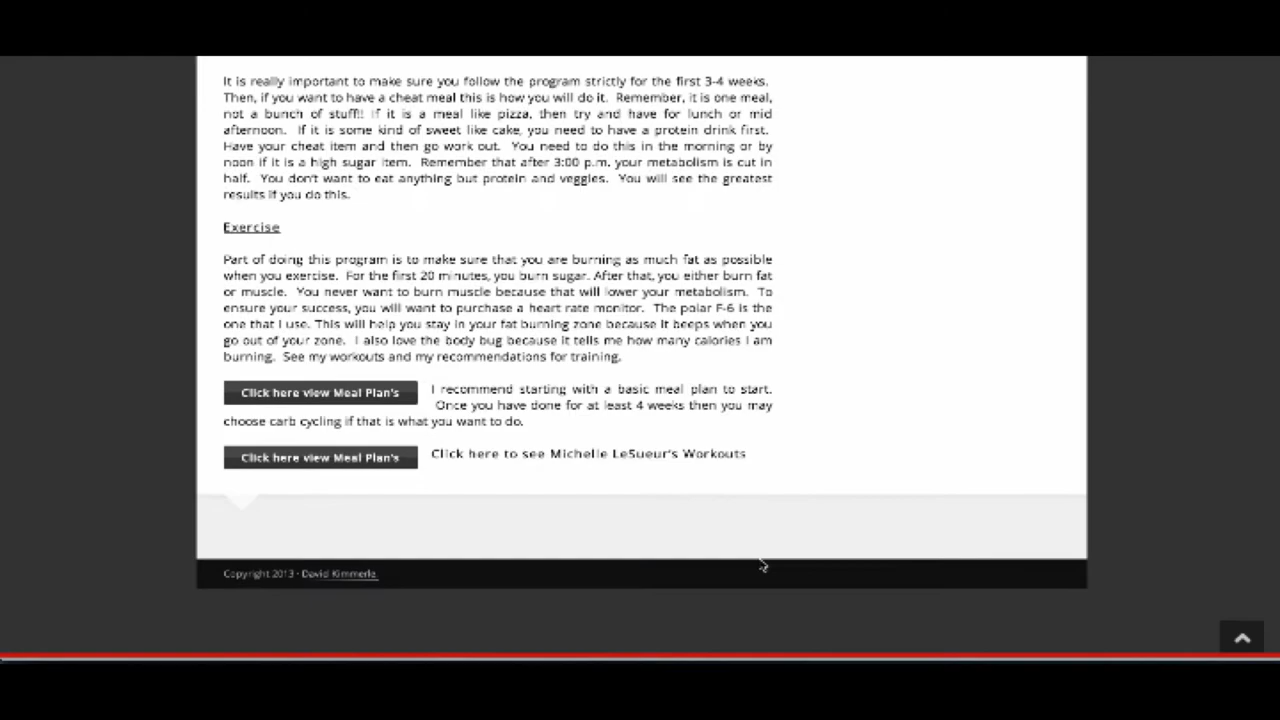 It is really important to make sure you follow the program strictly for the first 3-4 weeks.
Then, if you want to have a cheat meal this is how you will do it. Remember, it is one meal,
not a bunch of stuff!! If it is a meal like pizza, then try and have for lunch or mid
afternoon. If it is some kind of sweet like cake, you need to have a protein drink first.
Have your cheat item and then go work out. You need to do this in the morning or by
noon if it is a high sugar item. Remember that after 3:00 p.m. your metabolism is cut in
half. You don't want to eat anything but protein and veggies. You will see the greatest
results if you do this.
Exercise
Part of doing this program is to make sure that you are burning as much fat as possible
when you exercise. For the first 20 minutes, you burn sugar. After that, you either burn fat
or muscle. You never want to burn muscle because that will lower your metabolism. To
ensure your success, you will want to purchase a heart rate monitor. The polar F-6 is the
one that I use. This will help you stay in your fat burning zone because it beeps when you
go out of your zone. I also love the body bug because it tells me how many calories I am
burning. See my workouts and my recommendations for training.
Click here view Meal Plan's I recommend starting with a basic meal plan to start.
Once you have done for at least 4 weeks then you may
choose carb cycling if that is what you want to do.
Click here view Meal Plan's Click here to see Michelle LeSueur's Workouts
Copyright 2013 - David Kimmerle